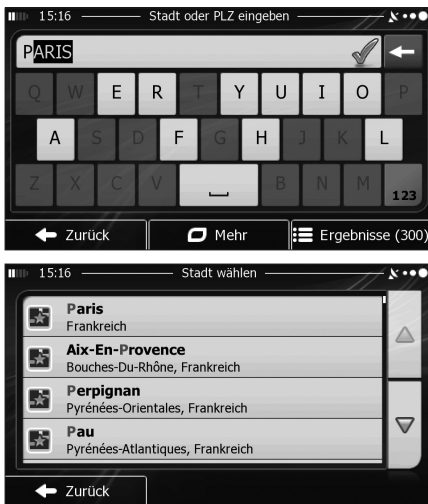 15:16 Stadt oder PLZ eingeben
PARIS
Q W E R T Y U I O P
A S D F G H J K L
Z X C V B N M 123
Zurück Mehr Ergebnisse (300)
15:16 Stadt wählen
Paris
Frankreich
Aix-En-Provence
Bouches-Du-Rhône, Frankreich
Perpignan
Pyrénées-Orientales, Frankreich
Pau
Pyrénées-Atlantiques, Frankreich
Zurück